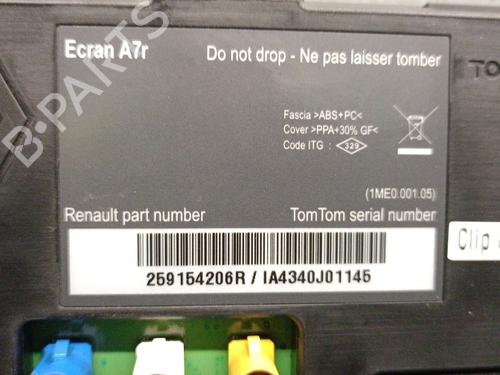 Ecran A7r
Do not drop - Ne pas laisser tomber
TO
Fascia >ABS+PC<
Cover >PPA+30% GF<
Code ITG : 329
(1ME0.001.05)
Renault part number
TomTom serial number
Clip
259154206R / IA4340J01145